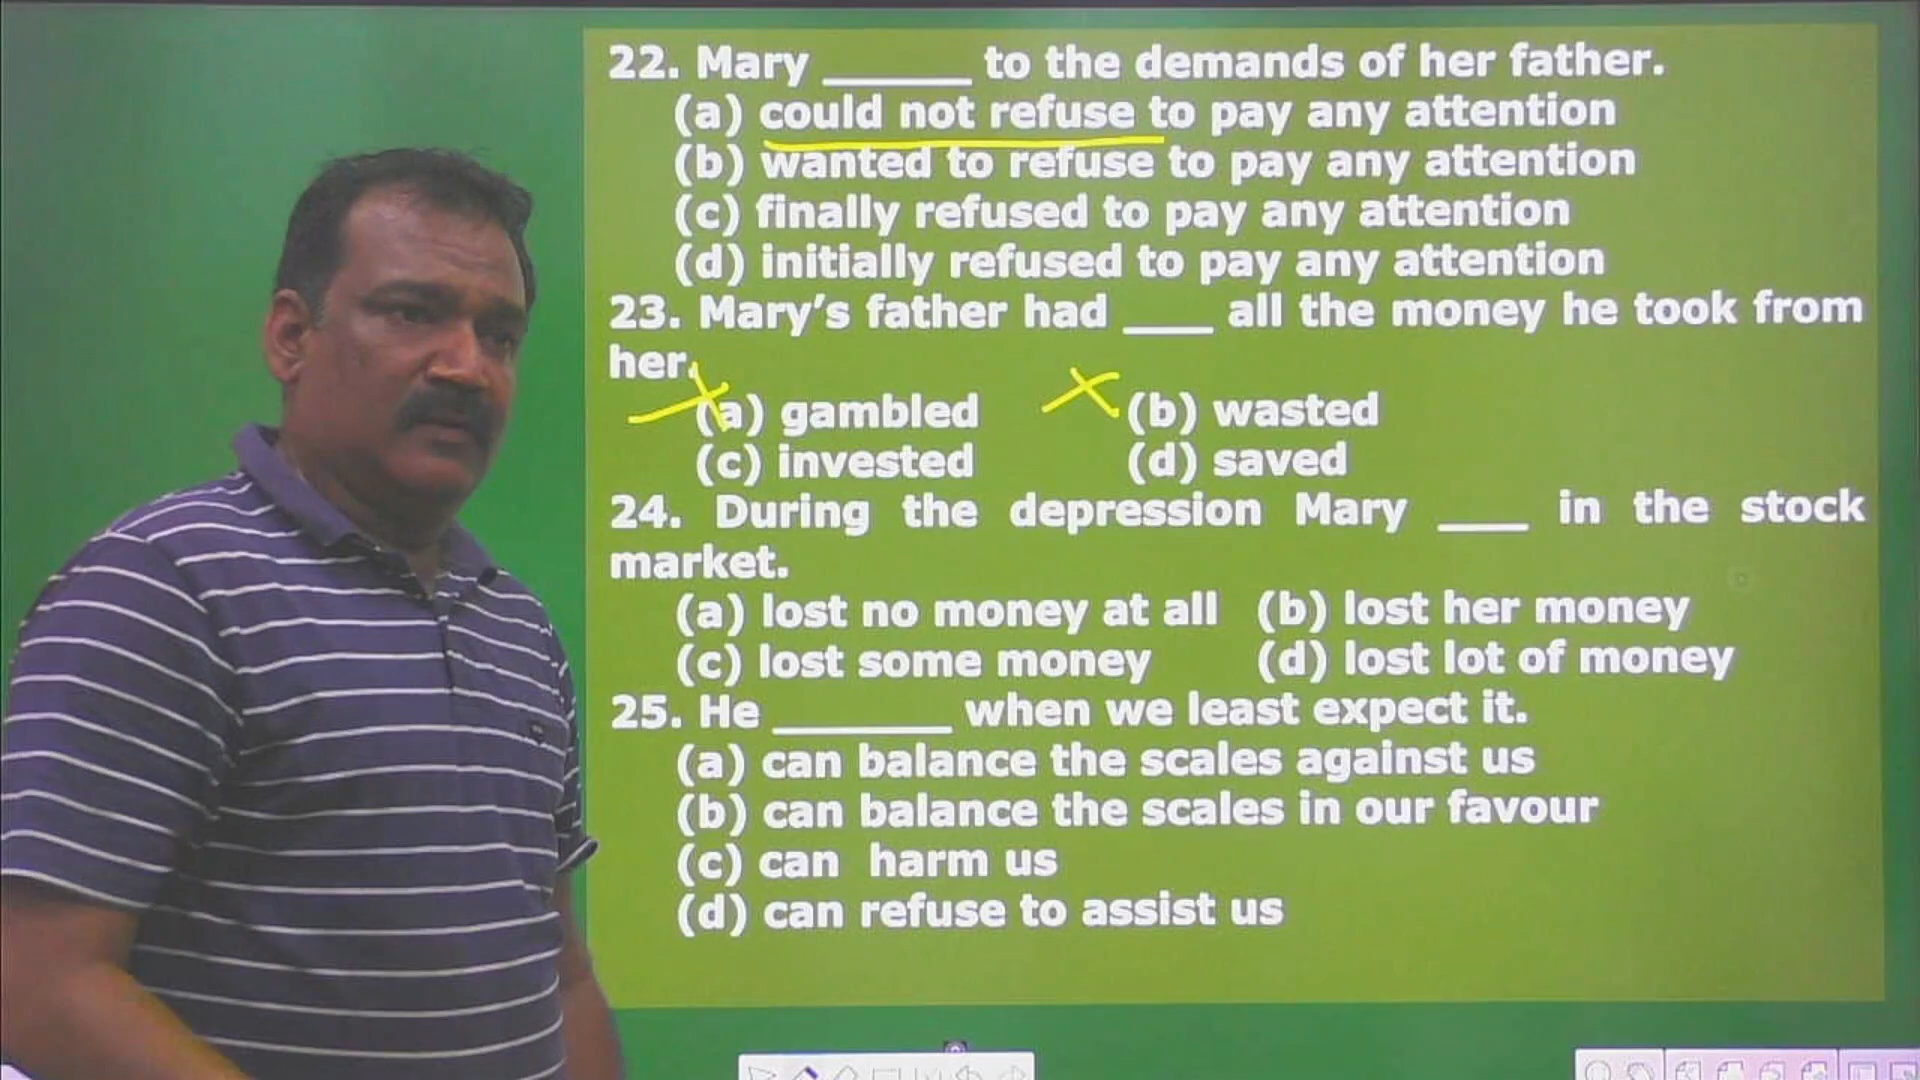 22. Mary ______ to the demands of her father.
(a) could not refuse to pay any attention
(b) wanted to refuse to pay any attention
(c) finally refused to pay any attention
(d) initially refused to pay any attention
23. Mary’s father had ____ all the money he took from
her.
(a) gambled (b) wasted
(c) invested (d) saved
24. During the depression Mary ____ in the stock
market.
(a) lost no money at all (b) lost her money
(c) lost some money (d) lost lot of money
25. He _______ when we least expect it.
(a) can balance the scales against us
(b) can balance the scales in our favour
(c) can harm us
(d) can refuse to assist us